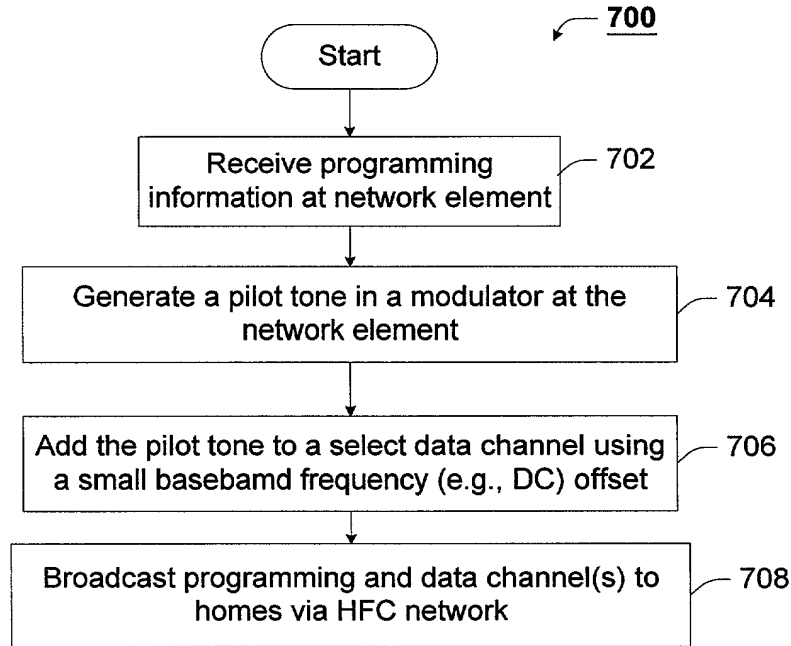 700
Start
Receive programming
information at network element
702
Generate a pilot tone in a modulator at the
network element
704
Add the pilot tone to a select data channel using
a small basebamd frequency (e.g., DC) offset
706
Broadcast programming and data channel(s) to
homes via HFC network
708